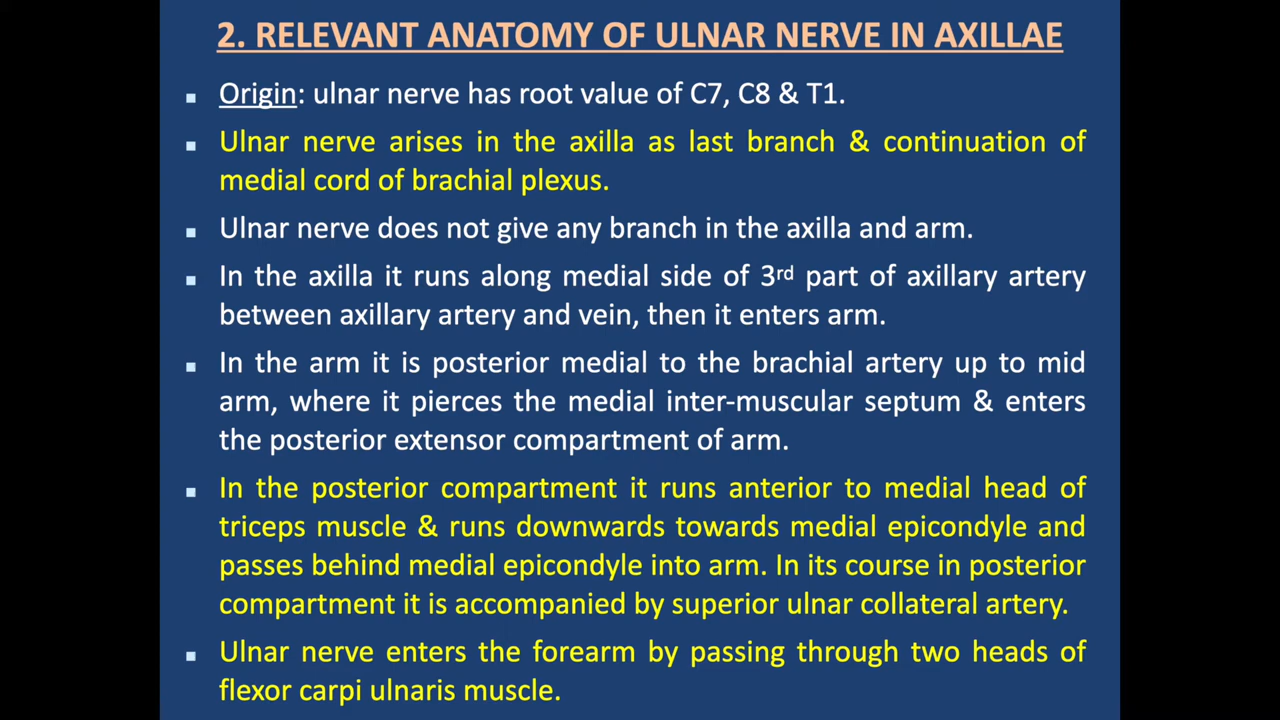 2. RELEVANT ANATOMY OF ULNAR NERVE IN AXILLAE
▪ Origin: ulnar nerve has root value of C7, C8 & T1.
▪ Ulnar nerve arises in the axilla as last branch & continuation of
medial cord of brachial plexus.
▪ Ulnar nerve does not give any branch in the axilla and arm.
▪ In the axilla it runs along medial side of 3rd part of axillary artery
between axillary artery and vein, then it enters arm.
▪ In the arm it is posterior medial to the brachial artery up to mid
arm, where it pierces the medial inter-muscular septum & enters
the posterior extensor compartment of arm.
▪ In the posterior compartment it runs anterior to medial head of
triceps muscle & runs downwards towards medial epicondyle and
passes behind medial epicondyle into arm. In its course in posterior
compartment it is accompanied by superior ulnar collateral artery.
▪ Ulnar nerve enters the forearm by passing through two heads of
flexor carpi ulnaris muscle.